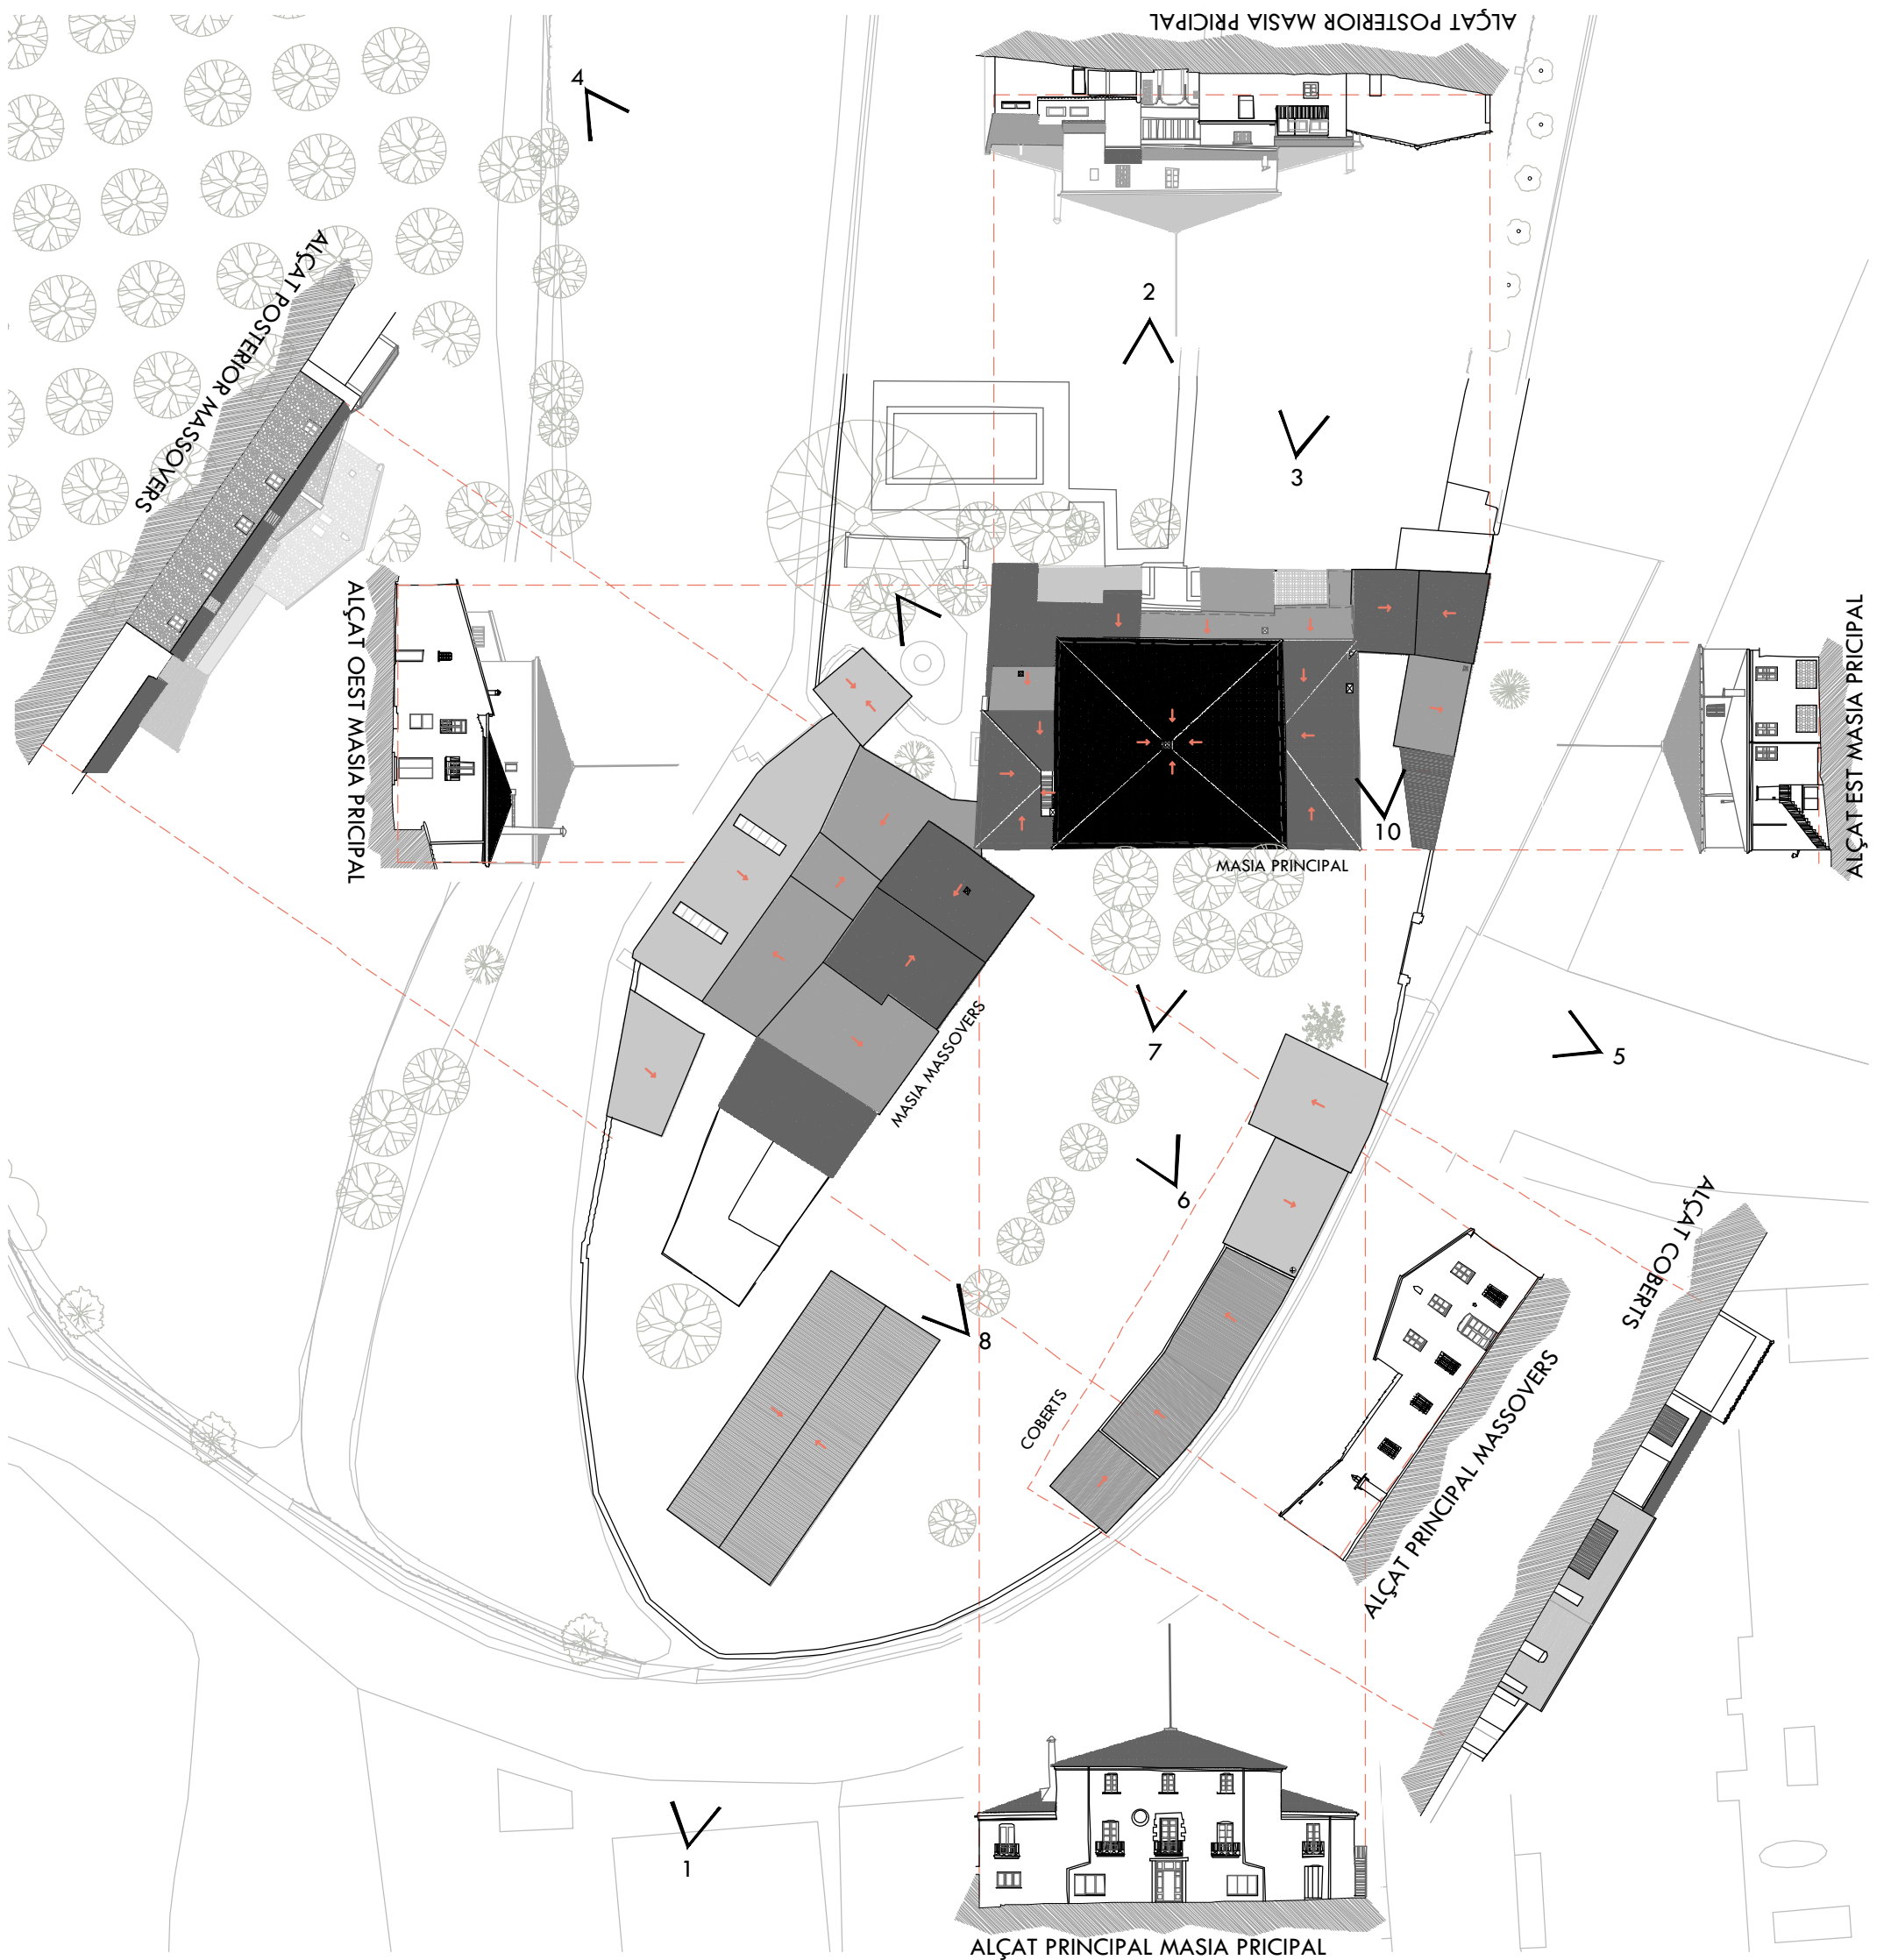 ALÇAT POSTERIOR MASIA PRICIPAL
4
ALÇAT POSTERIOR MASSOVERS
2
3
ALÇAT OEST MASIA PRICIPAL
ALÇAT EST MASIA PRICIPAL
10
MASIA PRINCIPAL
MASIA MASSOVERS
7
5
6
8
ALÇAT COBERTS
COBERTS
ALÇAT PRINCIPAL MASSOVERS
1
ALÇAT PRINCIPAL MASIA PRICIPAL